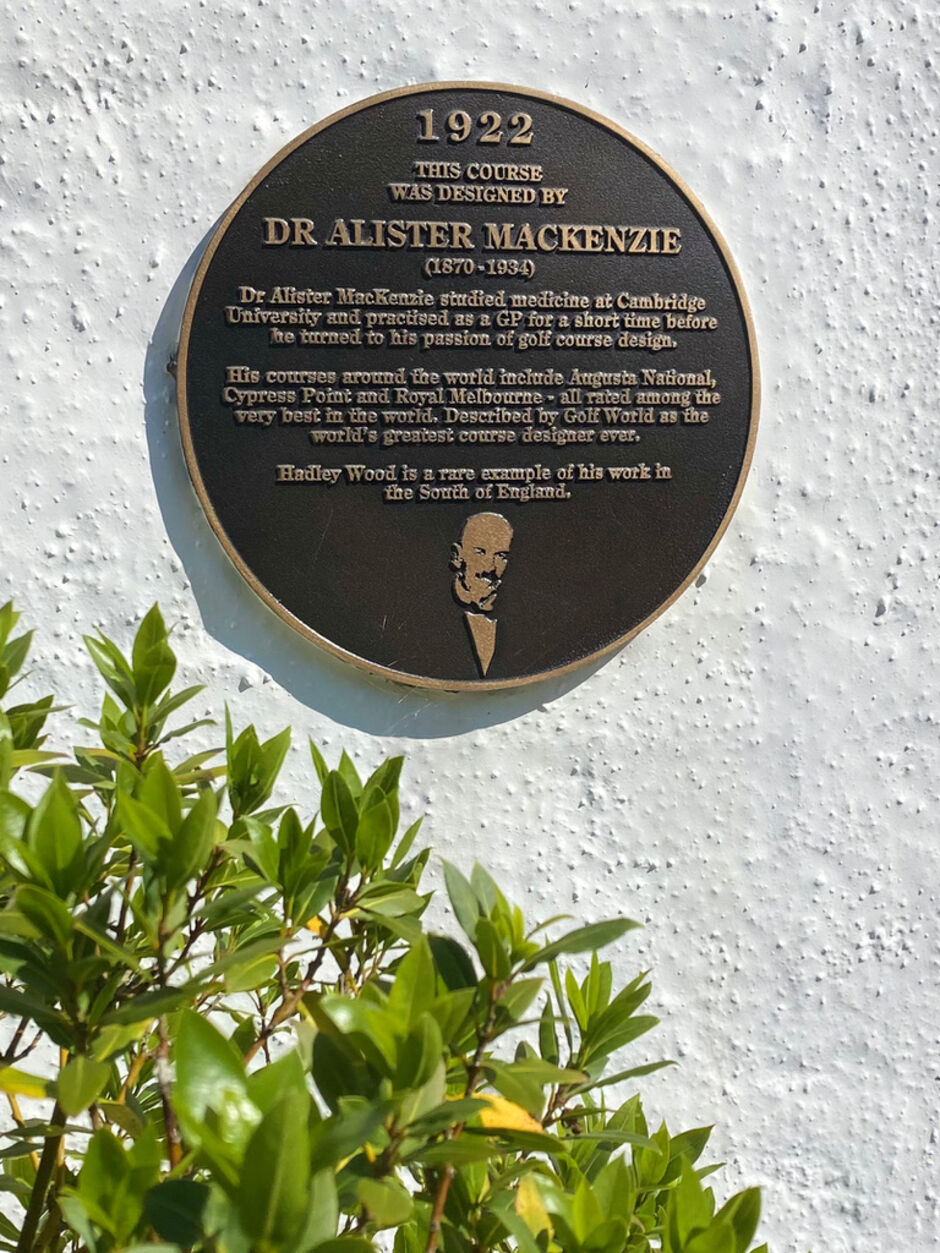 1922
THIS COURSE
WAS DESIGNED BY
DR ALISTER MACKENZIE
(1870 - 1934)
Dr Alister MacKenzie studied medicine at Cambridge
University and practised as a GP for a short time before
he turned to his passion of golf course design.
His courses around the world include Augusta National,
Cypress Point and Royal Melbourne - all rated among the
very best in the world. Described by Golf World as the
world's greatest course designer ever.
Hadley Wood is a rare example of his work in
the South of England.